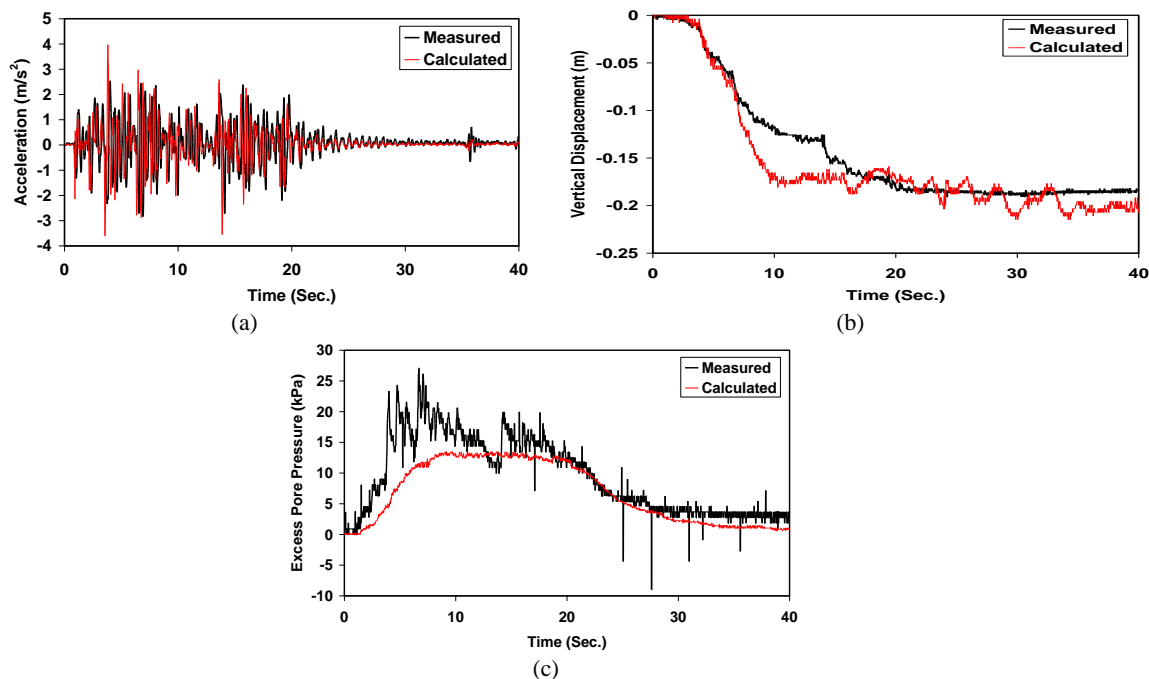 5
4
3
2
1
0
-1
-2
-3
-4
Acceleration (m/s²)
Measured
Calculated
0 10 20 30 40
Time (Sec.)
(a)
0
-0.05
-0.1
-0.15
-0.2
-0.25
Vertical Displacement (m)
Measured
Calculated
0 10 20 30 40
Time (Sec.)
(b)
30
25
20
15
10
5
0
-5
-10
Excess Pore Pressure (kPa)
Measured
Calculated
0 10 20 30 40
Time (Sec.)
(c)